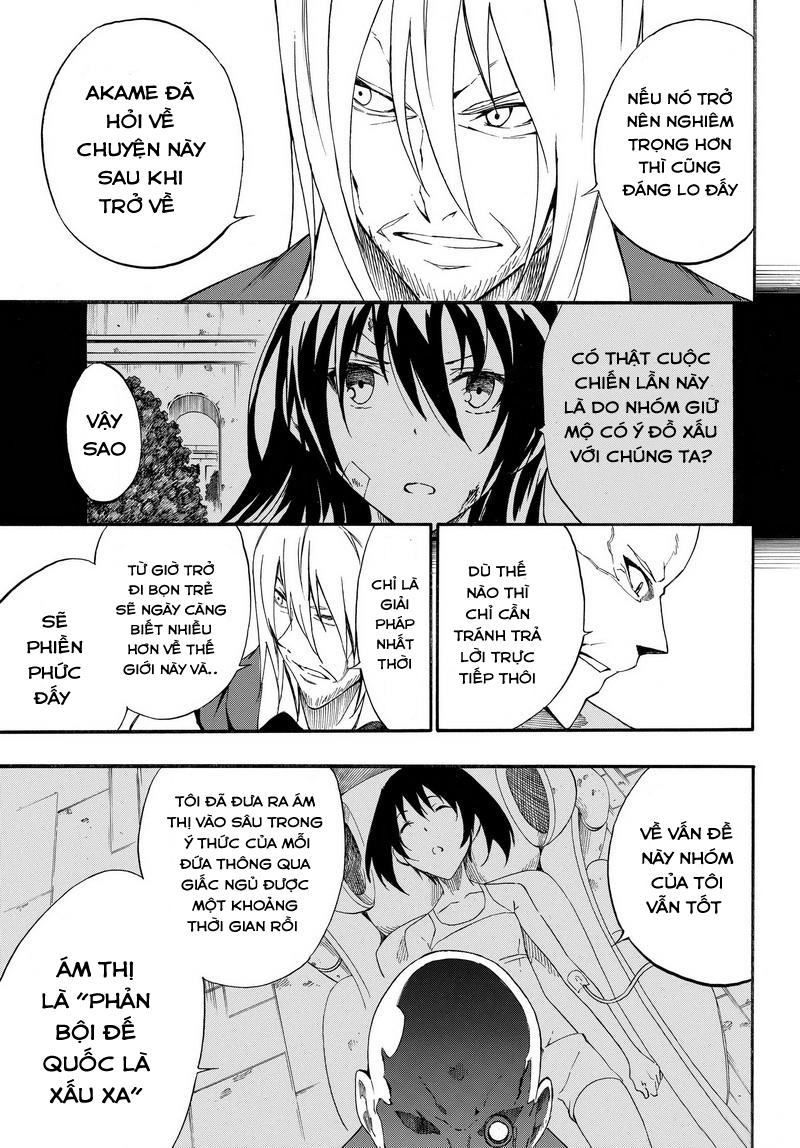 NẾU NÓ TRỞ
NÊN NGHIÊM
TRỌNG HƠN
THÌ CŨNG
ĐÁNG LO ĐẤY
AKAME ĐÃ
HỎI VỀ
CHUYỆN NÀY
SAU KHI
TRỞ VỀ
CÓ THẬT CUỘC
CHIẾN LẦN NÀY
LÀ DO NHÓM GIỮ
MỘ CÓ Ý ĐỒ XẤU
VỚI CHÚNG TA?
VẬY
SAO
DÙ THẾ
NÀO THÌ
CHỈ CẦN
TRÁNH TRẢ
LỜI TRỰC
TIẾP THÔI
CHỈ LÀ
GIẢI
PHÁP
NHẤT
THỜI
TỪ GIỜ TRỞ
ĐI BỌN TRẺ
SẼ NGÀY CÀNG
BIẾT NHIỀU
HƠN VỀ THẾ
GIỚI NÀY VÀ..
SẼ
PHIỀN
PHỨC
ĐẤY
VỀ VẤN ĐỀ
NÀY NHÓM
CỦA TÔI
VẪN TỐT
TÔI ĐÃ ĐƯA RA ÁM
THỊ VÀO SÂU TRONG
Ý THỨC CỦA MỖI
ĐỨA THÔNG QUA
GIẤC NGỦ ĐƯỢC
MỘT KHOẢNG
THỜI GIAN RỒI
ÁM THỊ
LÀ "PHẢN
BỘI ĐẾ
QUỐC LÀ
XẤU XA"